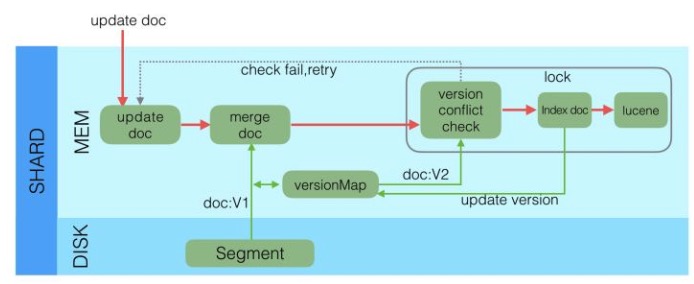 update doc
check fail,retry
lock
update
doc
merge
doc
version
conflict
check
Index doc
lucene
SHARD
MEM
doc:V1
versionMap
doc:V2
update version
DISK
Segment